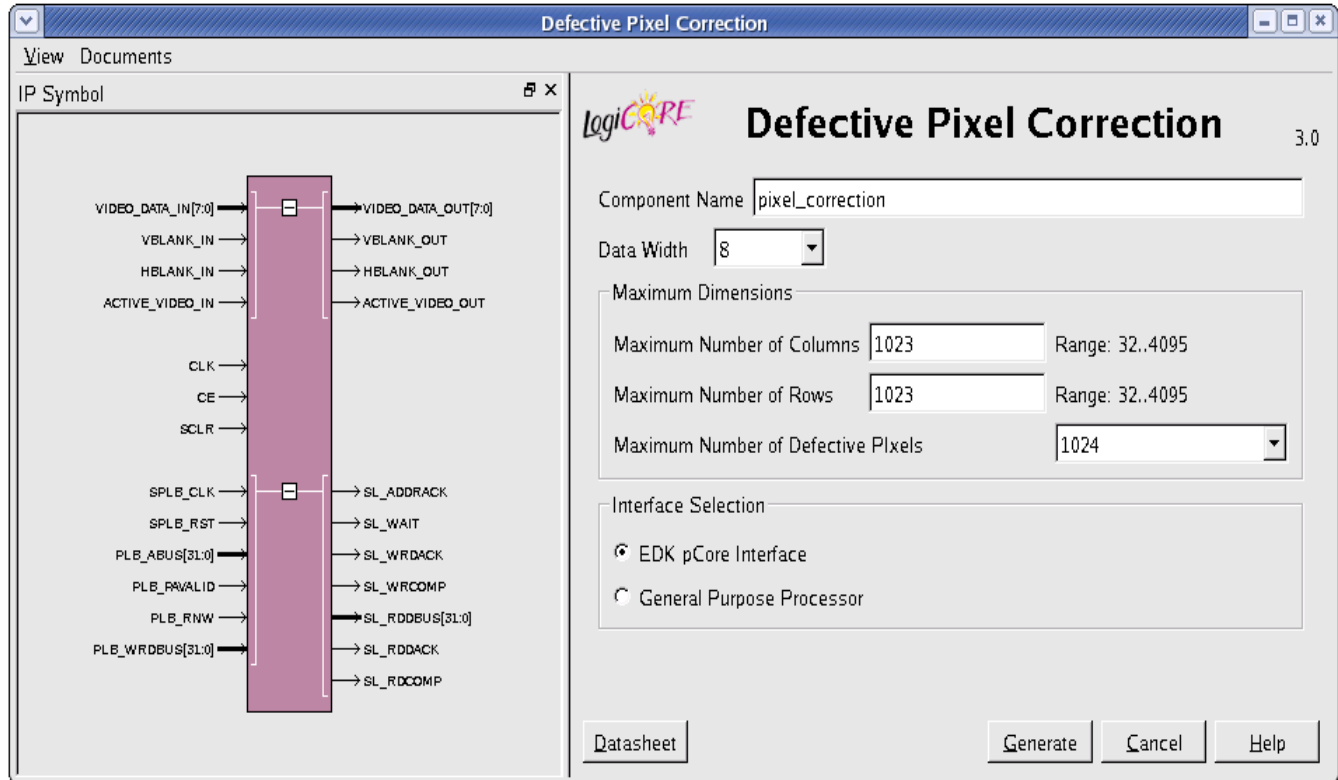 Defective Pixel Correction
View Documents
IP Symbol
VIDEO_DATA_IN[7:0] VIDEO_DATA_OUT[7:0]
VBLANK_IN VBLANK_OUT
HBLANK_IN HBLANK_OUT
ACTIVE_VIDEO_IN ACTIVE_VIDEO_OUT
CLK
CE
SCLR
SPLB_CLK SL_ADDRACK
SPLB_RST SL_WAIT
PLB_ABUS[31:0] SL_WRDACK
PLB_PAVALID SL_WRCOMP
PLB_RNW SL_RDDBUS[31:0]
PLB_WRDBUS[31:0] SL_RDDACK
SL_RDCOMP
LogiCORE Defective Pixel Correction 3.0
Component Name pixel_correction
Data Width 8
Maximum Dimensions
Maximum Number of Columns 1023 Range: 32..4095
Maximum Number of Rows 1023 Range: 32..4095
Maximum Number of Defective PIxels 1024
Interface Selection
EDK pCore Interface
General Purpose Processor
Datasheet Generate Cancel Help